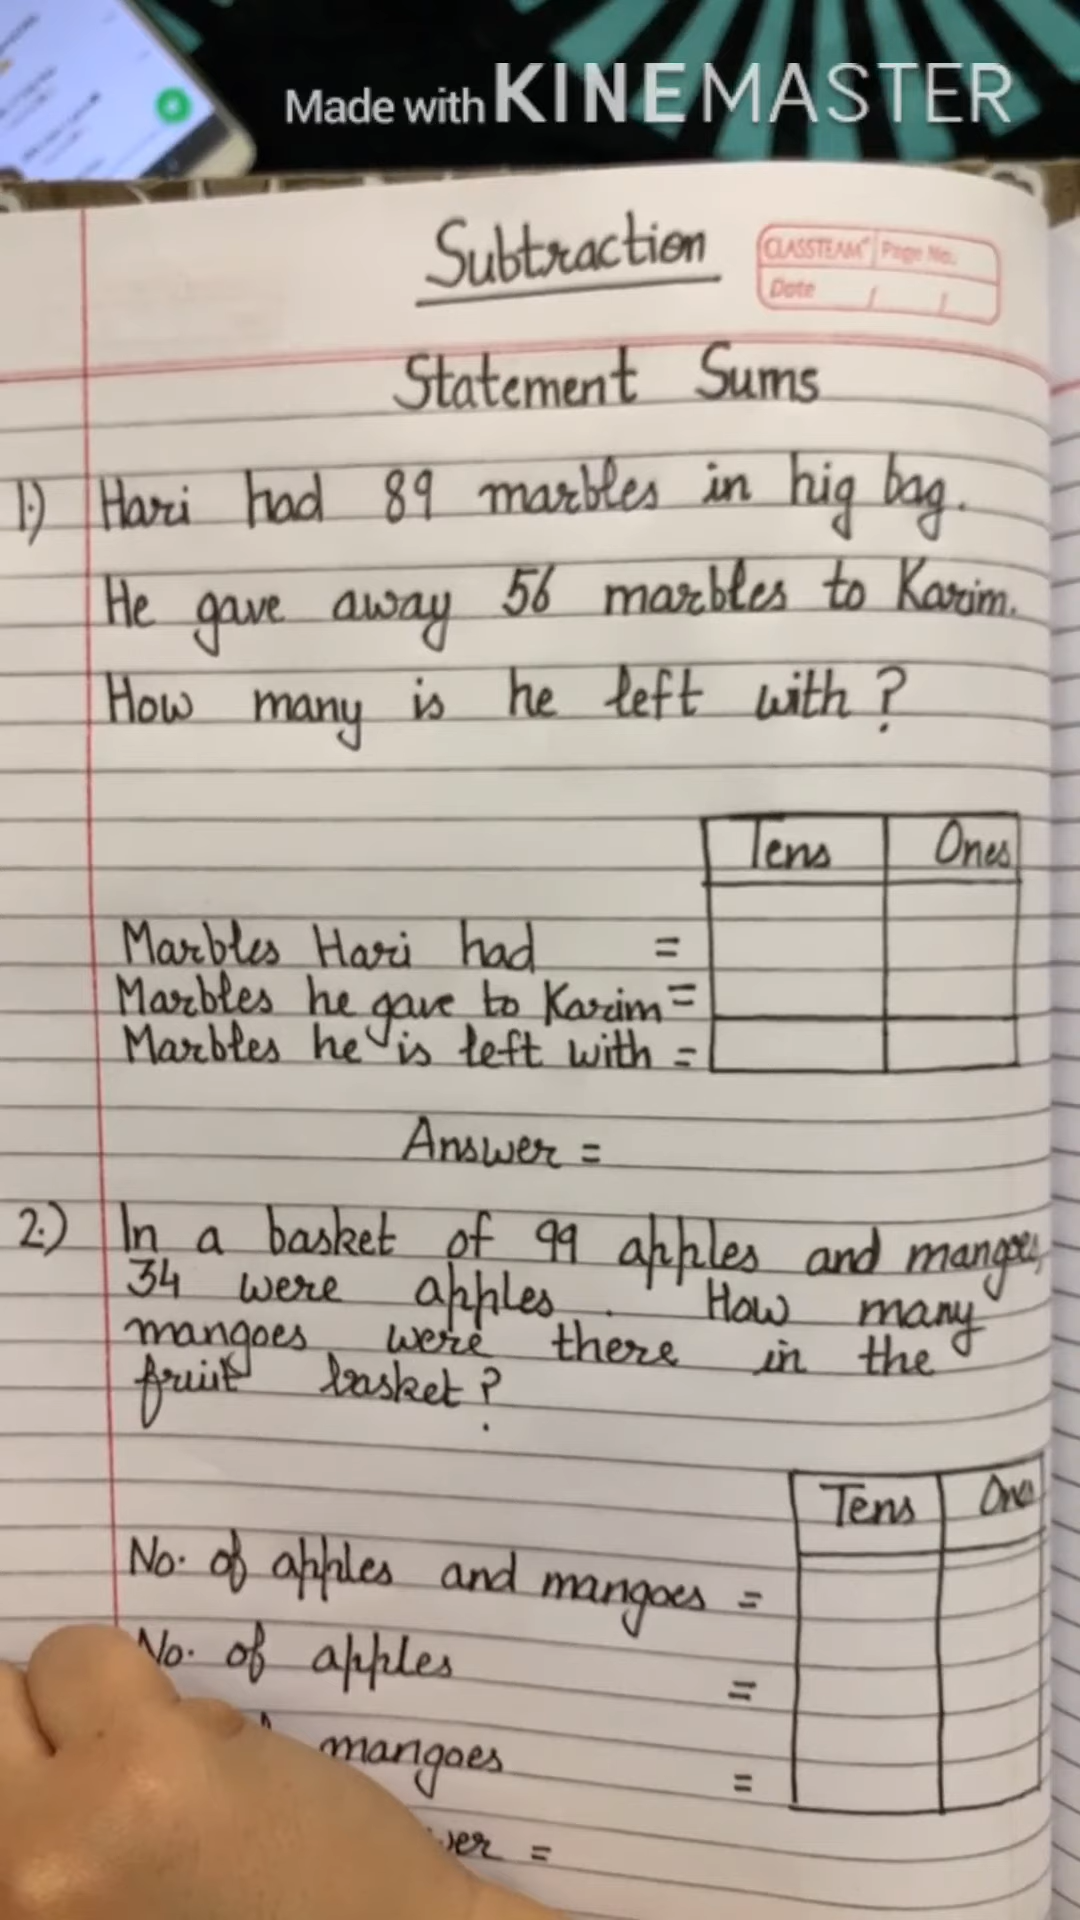 Made with KINEMASTER
Subtraction
CLASSTEAM Page No.
Date / /
Statement Sums
1.) Hari had 89 marbles in hig bag.
He gave away 56 marbles to Karim.
How many is he left with?
Tens Ones
Marbles Hari had =
Marbles he gave to Karim =
Marbles he is left with =
Answer =
2.) In a basket of 99 apples and mangoes,
34 were apples. How many
mangoes were there in the
fruit basket?
Tens Ones
No. of apples and mangoes =
No. of apples =
mangoes =
wer =